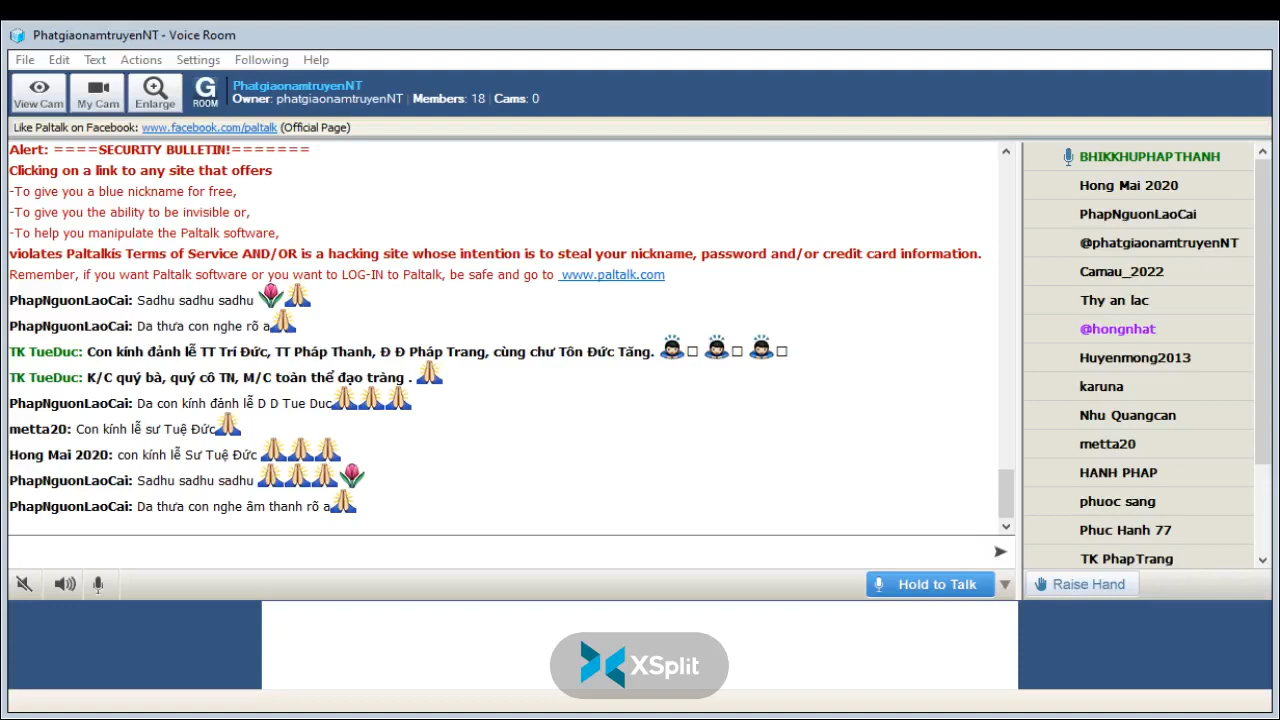 PhatgiaonamtruyenNT - Voice Room
File Edit Text Actions Settings Following Help
View Cam
My Cam
Enlarge
G ROOM
PhatgiaonamtruyenNT
Owner: phatgiaonamtruyenNT | Members: 18 | Cams: 0
Like Paltalk on Facebook: www.facebook.com/paltalk (Official Page)
Alert: ====SECURITY BULLETIN!=======
Clicking on a link to any site that offers
-To give you a blue nickname for free,
-To give you the ability to be invisible or,
-To help you manipulate the Paltalk software,
violates Paltalkís Terms of Service AND/OR is a hacking site whose intention is to steal your nickname, password and/or credit card information.
Remember, if you want Paltalk software or you want to LOG-IN to Paltalk, be safe and go to www.paltalk.com
PhapNguonLaoCai: Sadhu sadhu sadhu 🌷🙏
PhapNguonLaoCai: Da thưa con nghe rõ a🙏
TK TueDuc: Con kính đảnh lễ TT Trí Đức, TT Pháp Thanh, Đ Đ Pháp Trang, cùng chư Tôn Đức Tăng. 🙇□ 🙇□ 🙇□
TK TueDuc: K/C quý bà, quý cô TN, M/C toàn thể đạo tràng . 🙏
PhapNguonLaoCai: Da con kính đảnh lễ D D Tue Duc🙏🙏🙏
metta20: Con kính lễ sư Tuệ Đức🙏
Hong Mai 2020: con kính lễ Sư Tuệ Đức 🙏🙏🙏
PhapNguonLaoCai: Sadhu sadhu sadhu 🙏🙏🙏🌷
PhapNguonLaoCai: Da thưa con nghe âm thanh rõ a🙏
Hold to Talk
BHIKKHUPHAPTHANH
Hong Mai 2020
PhapNguonLaoCai
@phatgiaonamtruyenNT
Camau_2022
Thy an lac
@hongnhat
Huyenmong2013
karuna
Nhu Quangcan
metta20
HANH PHAP
phuoc sang
Phuc Hanh 77
TK PhapTrang
Raise Hand
XSplit